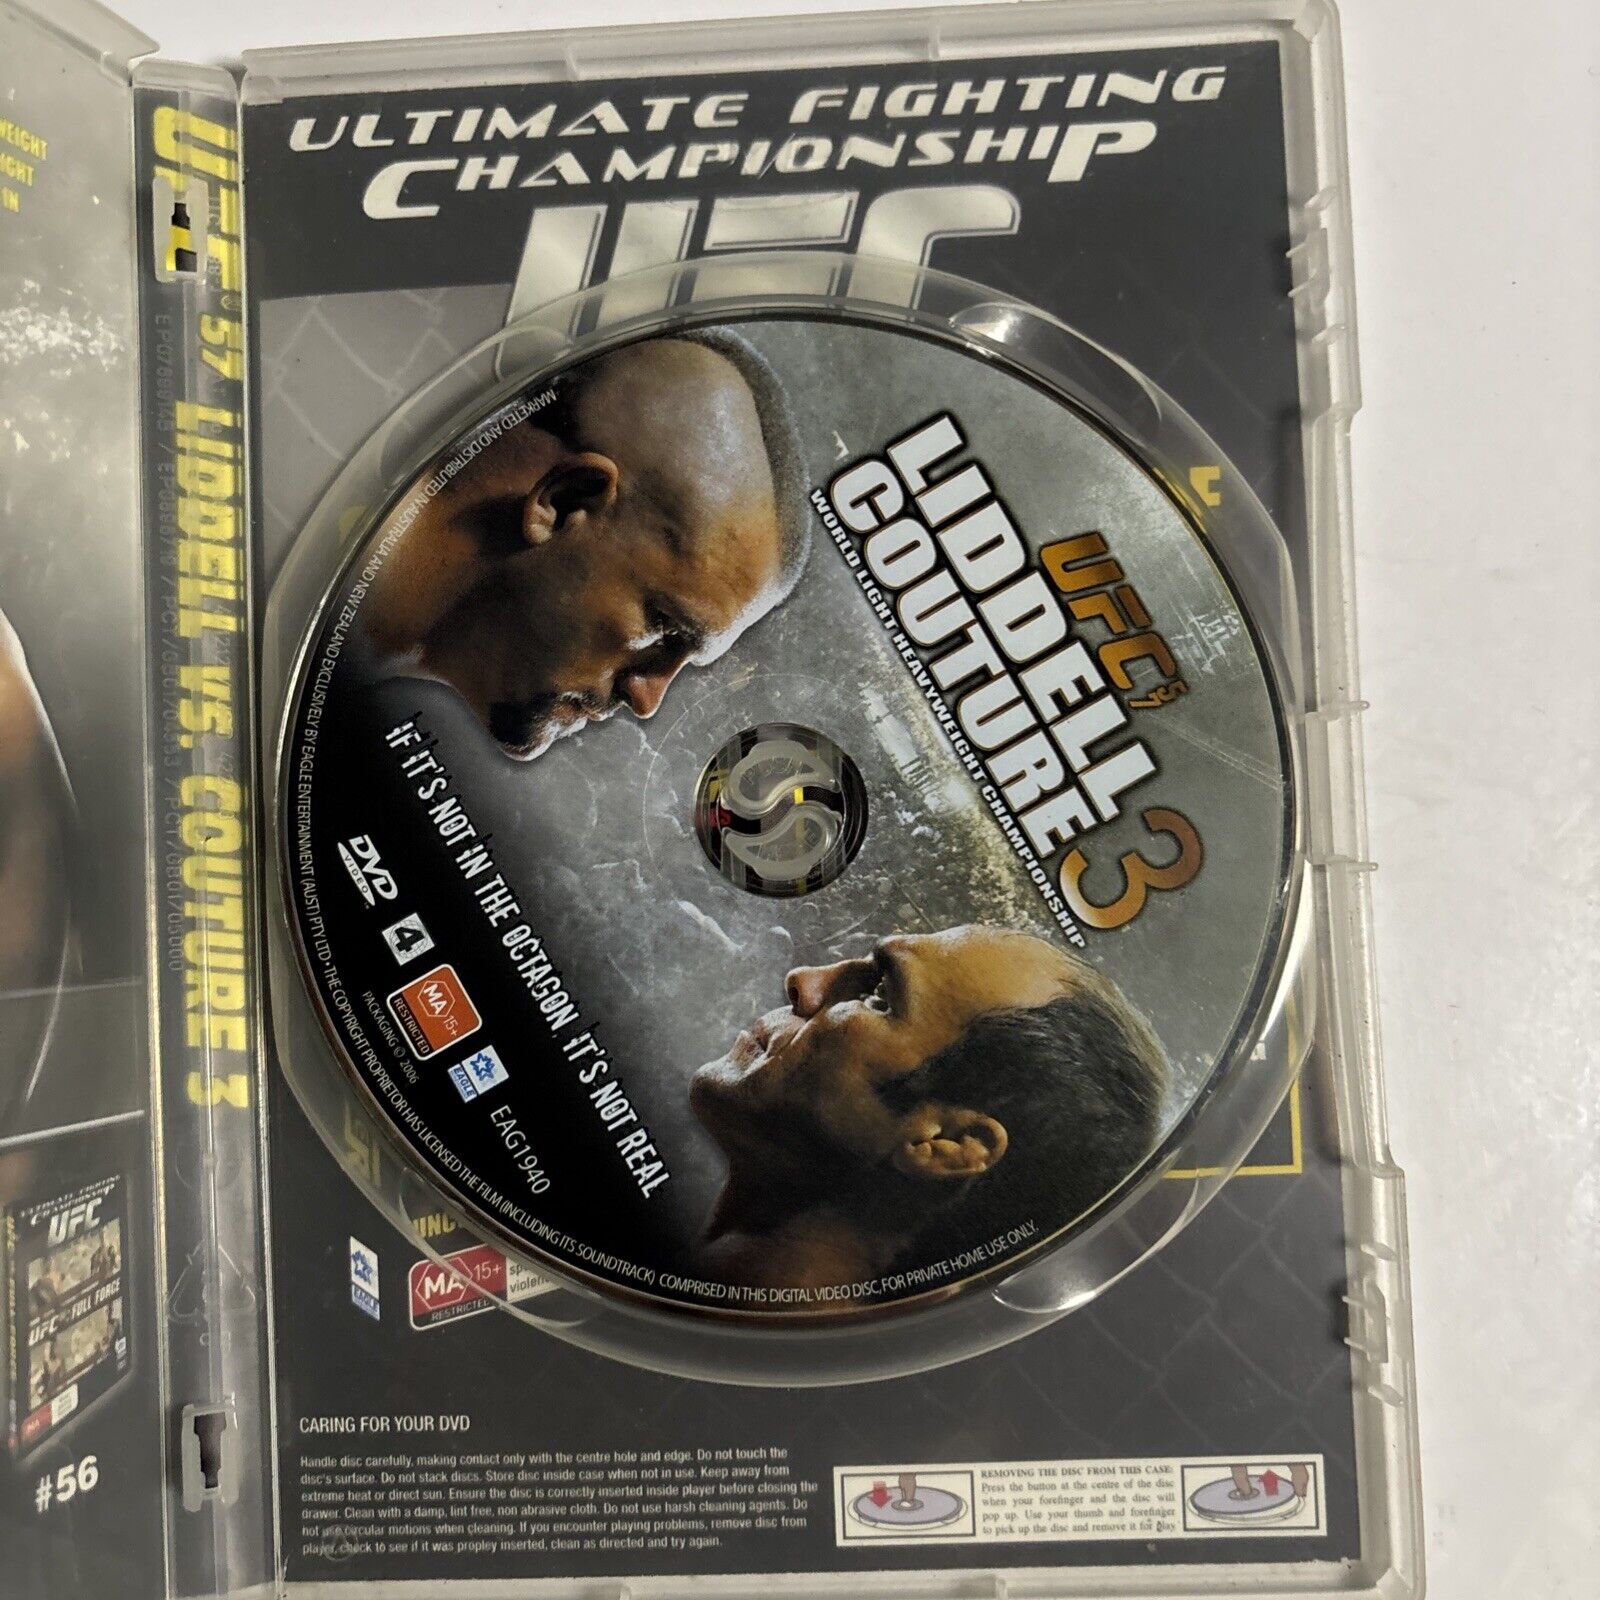 WEIGHT
IGHT
IN
UFC® 57 LIDDELL VS. COUTURE 3
ULTIMATE FIGHTING
CHAMPIONSHIP
UFC
UFC 57
LIDDELL
COUTURE 3
WORLD LIGHT HEAVYWEIGHT CHAMPIONSHIP
IF IT'S NOT IN THE OCTAGON. IT'S NOT REAL
DVD
VIDEO
4
MA 15+
RESTRICTED
EAGLE
PACKAGING © 2006
EAG1940
MARKETED AND DISTRIBUTED IN AUSTRALIA AND NEW ZEALAND EXCLUSIVELY BY EAGLE ENTERTAINMENT (AUST) PTY LTD • THE COPYRIGHT PROPRIETOR HAS LICENSED THE FILM (INCLUDING ITS SOUNDTRACK) COMPRISED IN THIS DIGITAL VIDEO DISC, FOR PRIVATE HOME USE ONLY.
EAGLE
MA 15+
RESTRICTED
ULTIMATE FIGHTING
CHAMPIONSHIP
UFC
FULL FORCE
UFC
MA
#56
CARING FOR YOUR DVD
Handle disc carefully, making contact only with the centre hole and edge. Do not touch the
disc's surface. Do not stack discs. Store disc inside case when not in use. Keep away from
extreme heat or direct sun. Ensure the disc is correctly inserted inside player before closing the
drawer. Clean with a damp, lint free, non abrasive cloth. Do not use harsh cleaning agents. Do
not use circular motions when cleaning. If you encounter playing problems, remove disc from
player, check to see if it was propley inserted, clean as directed and try again.
REMOVING THE DISC FROM THIS CASE:
Press the button at the centre of the disc
when your forefinger and the disc will
pop up. Use your thumb and forefinger
to pick up the disc and remove it for play